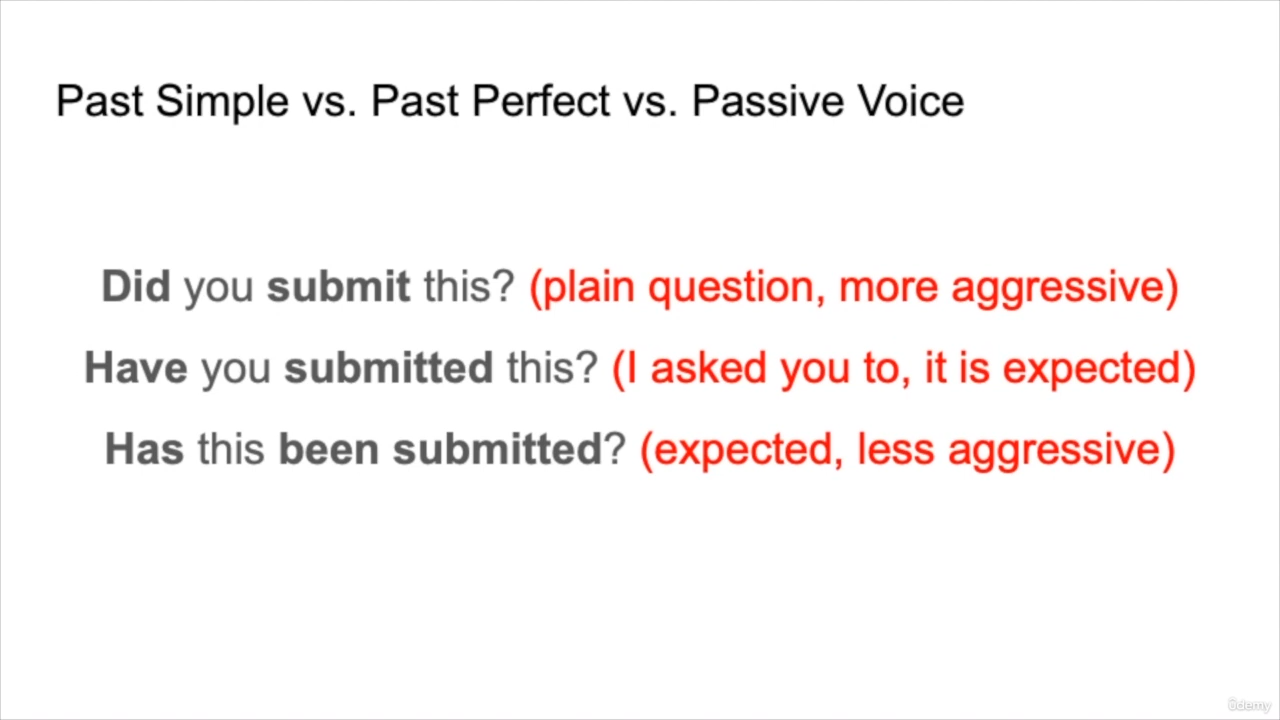 Past Simple vs. Past Perfect vs. Passive Voice
Did you submit this? (plain question, more aggressive)
Have you submitted this? (I asked you to, it is expected)
Has this been submitted? (expected, less aggressive)
ûdemy